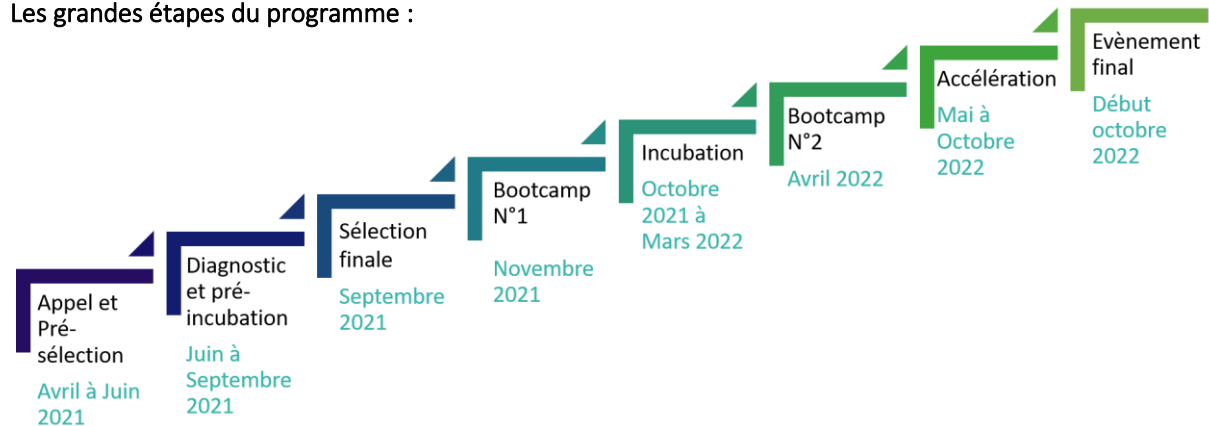 Les grandes étapes du programme :
Appel et
Pré-
sélection
Avril à Juin
2021
Diagnostic
et pré-
incubation
Juin à
Septembre
2021
Sélection
finale
Septembre
2021
Bootcamp
N°1
Novembre
2021
Incubation
Octobre
2021 à
Mars 2022
Bootcamp
N°2
Avril 2022
Accélération
Mai à
Octobre
2022
Evènement
final
Début
octobre
2022